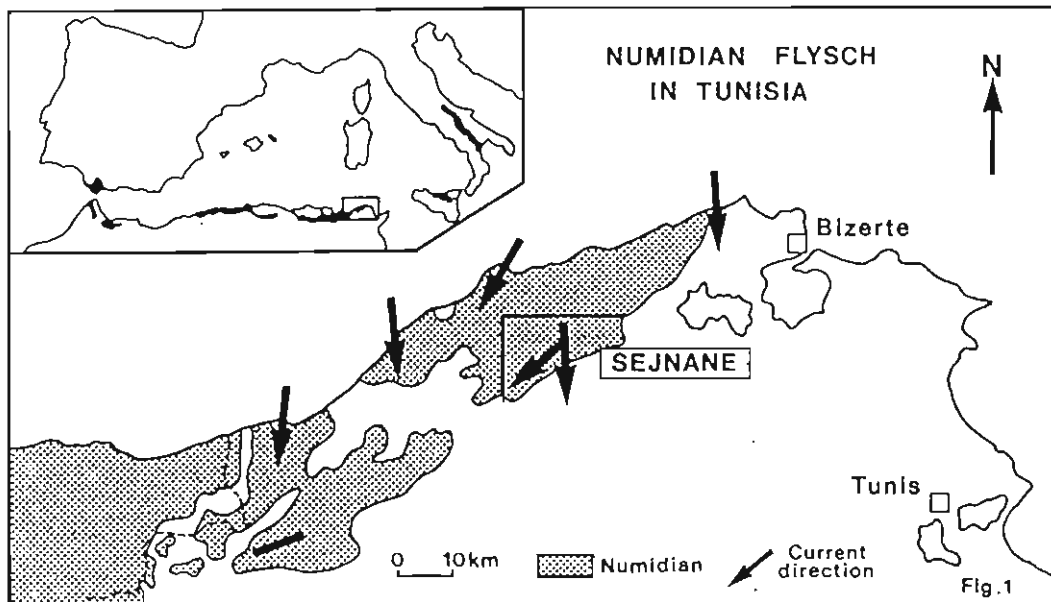 NUMIDIAN FLYSCH
IN TUNISIA
N
Bizerte
SEJNANE
Tunis
0 10km
Numidian
Current
direction
Fig.1